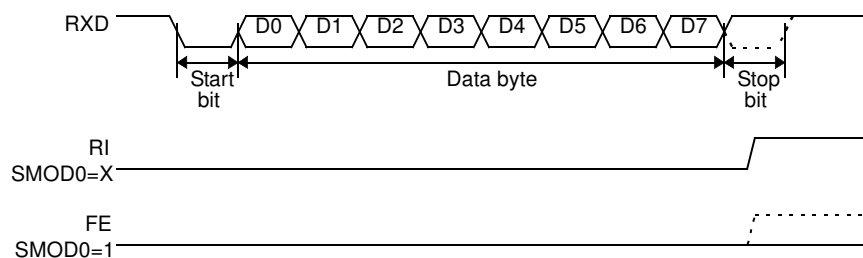 RXD
D0 D1 D2 D3 D4 D5 D6 D7
Start
bit
Data byte
Stop
bit
RI
SMOD0=X
FE
SMOD0=1